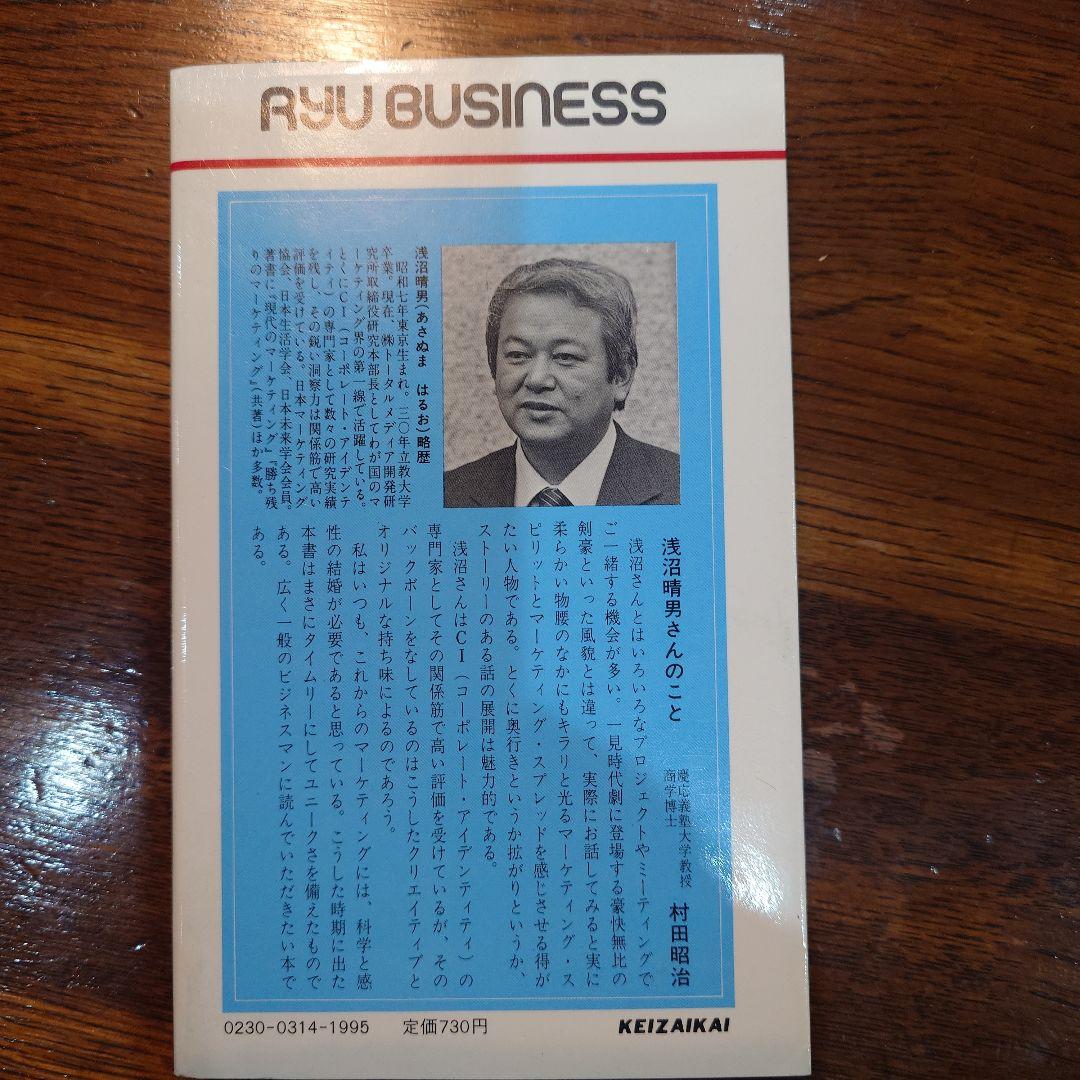 RYU BUSINESS
浅沼晴男(あさぬま　はるお)略歴
昭和七年東京生まれ。三〇年立教大学
卒業。現在、㈱トータルメディア開発研
究所取締役研究本部長としてわが国のマ
ーケティング界の第一線で活躍している。
とくにCI（コーポレート・アイデンテ
ィティ）の専門家として数々の研究実績
を残し、その鋭い洞察力は関係筋で高い
評価を受けている。日本マーケティング
協会、日本生活学会、日本未来学会会員。
著書に『現代のマーケティング』『勝ち残
りのマーケティング』(共著)ほか多数。
浅沼晴男さんのこと
慶応義塾大学教授
商学博士
村田昭治
浅沼さんとはいろいろなプロジェクトやミーティングで
ご一緒する機会が多い。一見時代劇に登場する豪快無比の
剣豪といった風貌とは違って、実際にお話してみると実に
柔らかい物腰のなかにもキラリと光るマーケティング・ス
ピリットとマーケティング・スプレッドを感じさせる得が
たい人物である。とくに奥行きというか拡がりというか、
ストーリーのある話の展開は魅力的である。
浅沼さんはCI（コーポレート・アイデンティティ）の
専門家としてその関係筋で高い評価を受けているが、その
バックボーンをなしているのはこうしたクリエイティブと
オリジナルな持ち味によるのであろう。
私はいつも、これからのマーケティングには、科学と感
性の結婚が必要であると思っている。こうした時期に出た
本書はまさにタイムリーにしてユニークさを備えたもので
ある。広く一般のビジネスマンに読んでいただきたい本で
ある。
0230-0314-1995　定価730円
KEIZAIKAI